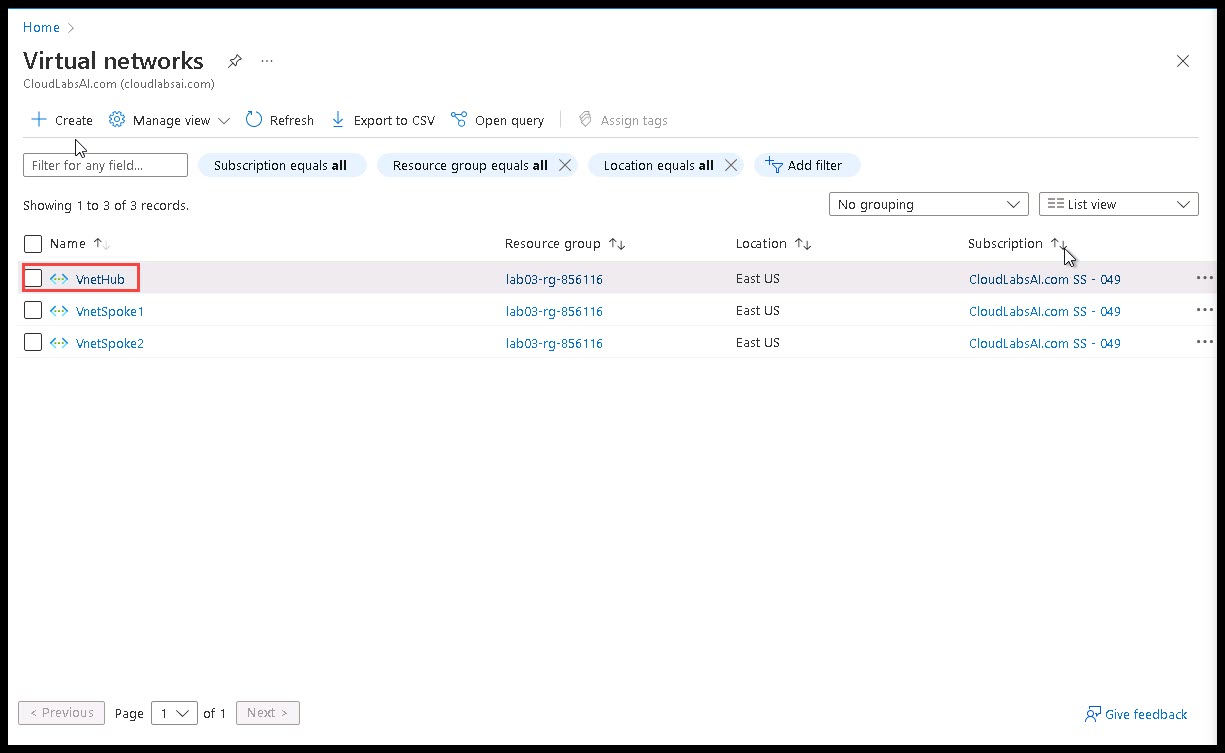 Home >
Virtual networks ...
CloudLabsAI.com (cloudlabsai.com)
+ Create Manage view Refresh Export to CSV Open query Assign tags
Filter for any field... Subscription equals all Resource group equals all Location equals all Add filter
Showing 1 to 3 of 3 records. No grouping List view
Name Resource group Location Subscription
VnetHub lab03-rg-856116 East US CloudLabsAI.com SS - 049 ...
VnetSpoke1 lab03-rg-856116 East US CloudLabsAI.com SS - 049 ...
VnetSpoke2 lab03-rg-856116 East US CloudLabsAI.com SS - 049 ...
< Previous Page 1 of 1 Next > Give feedback